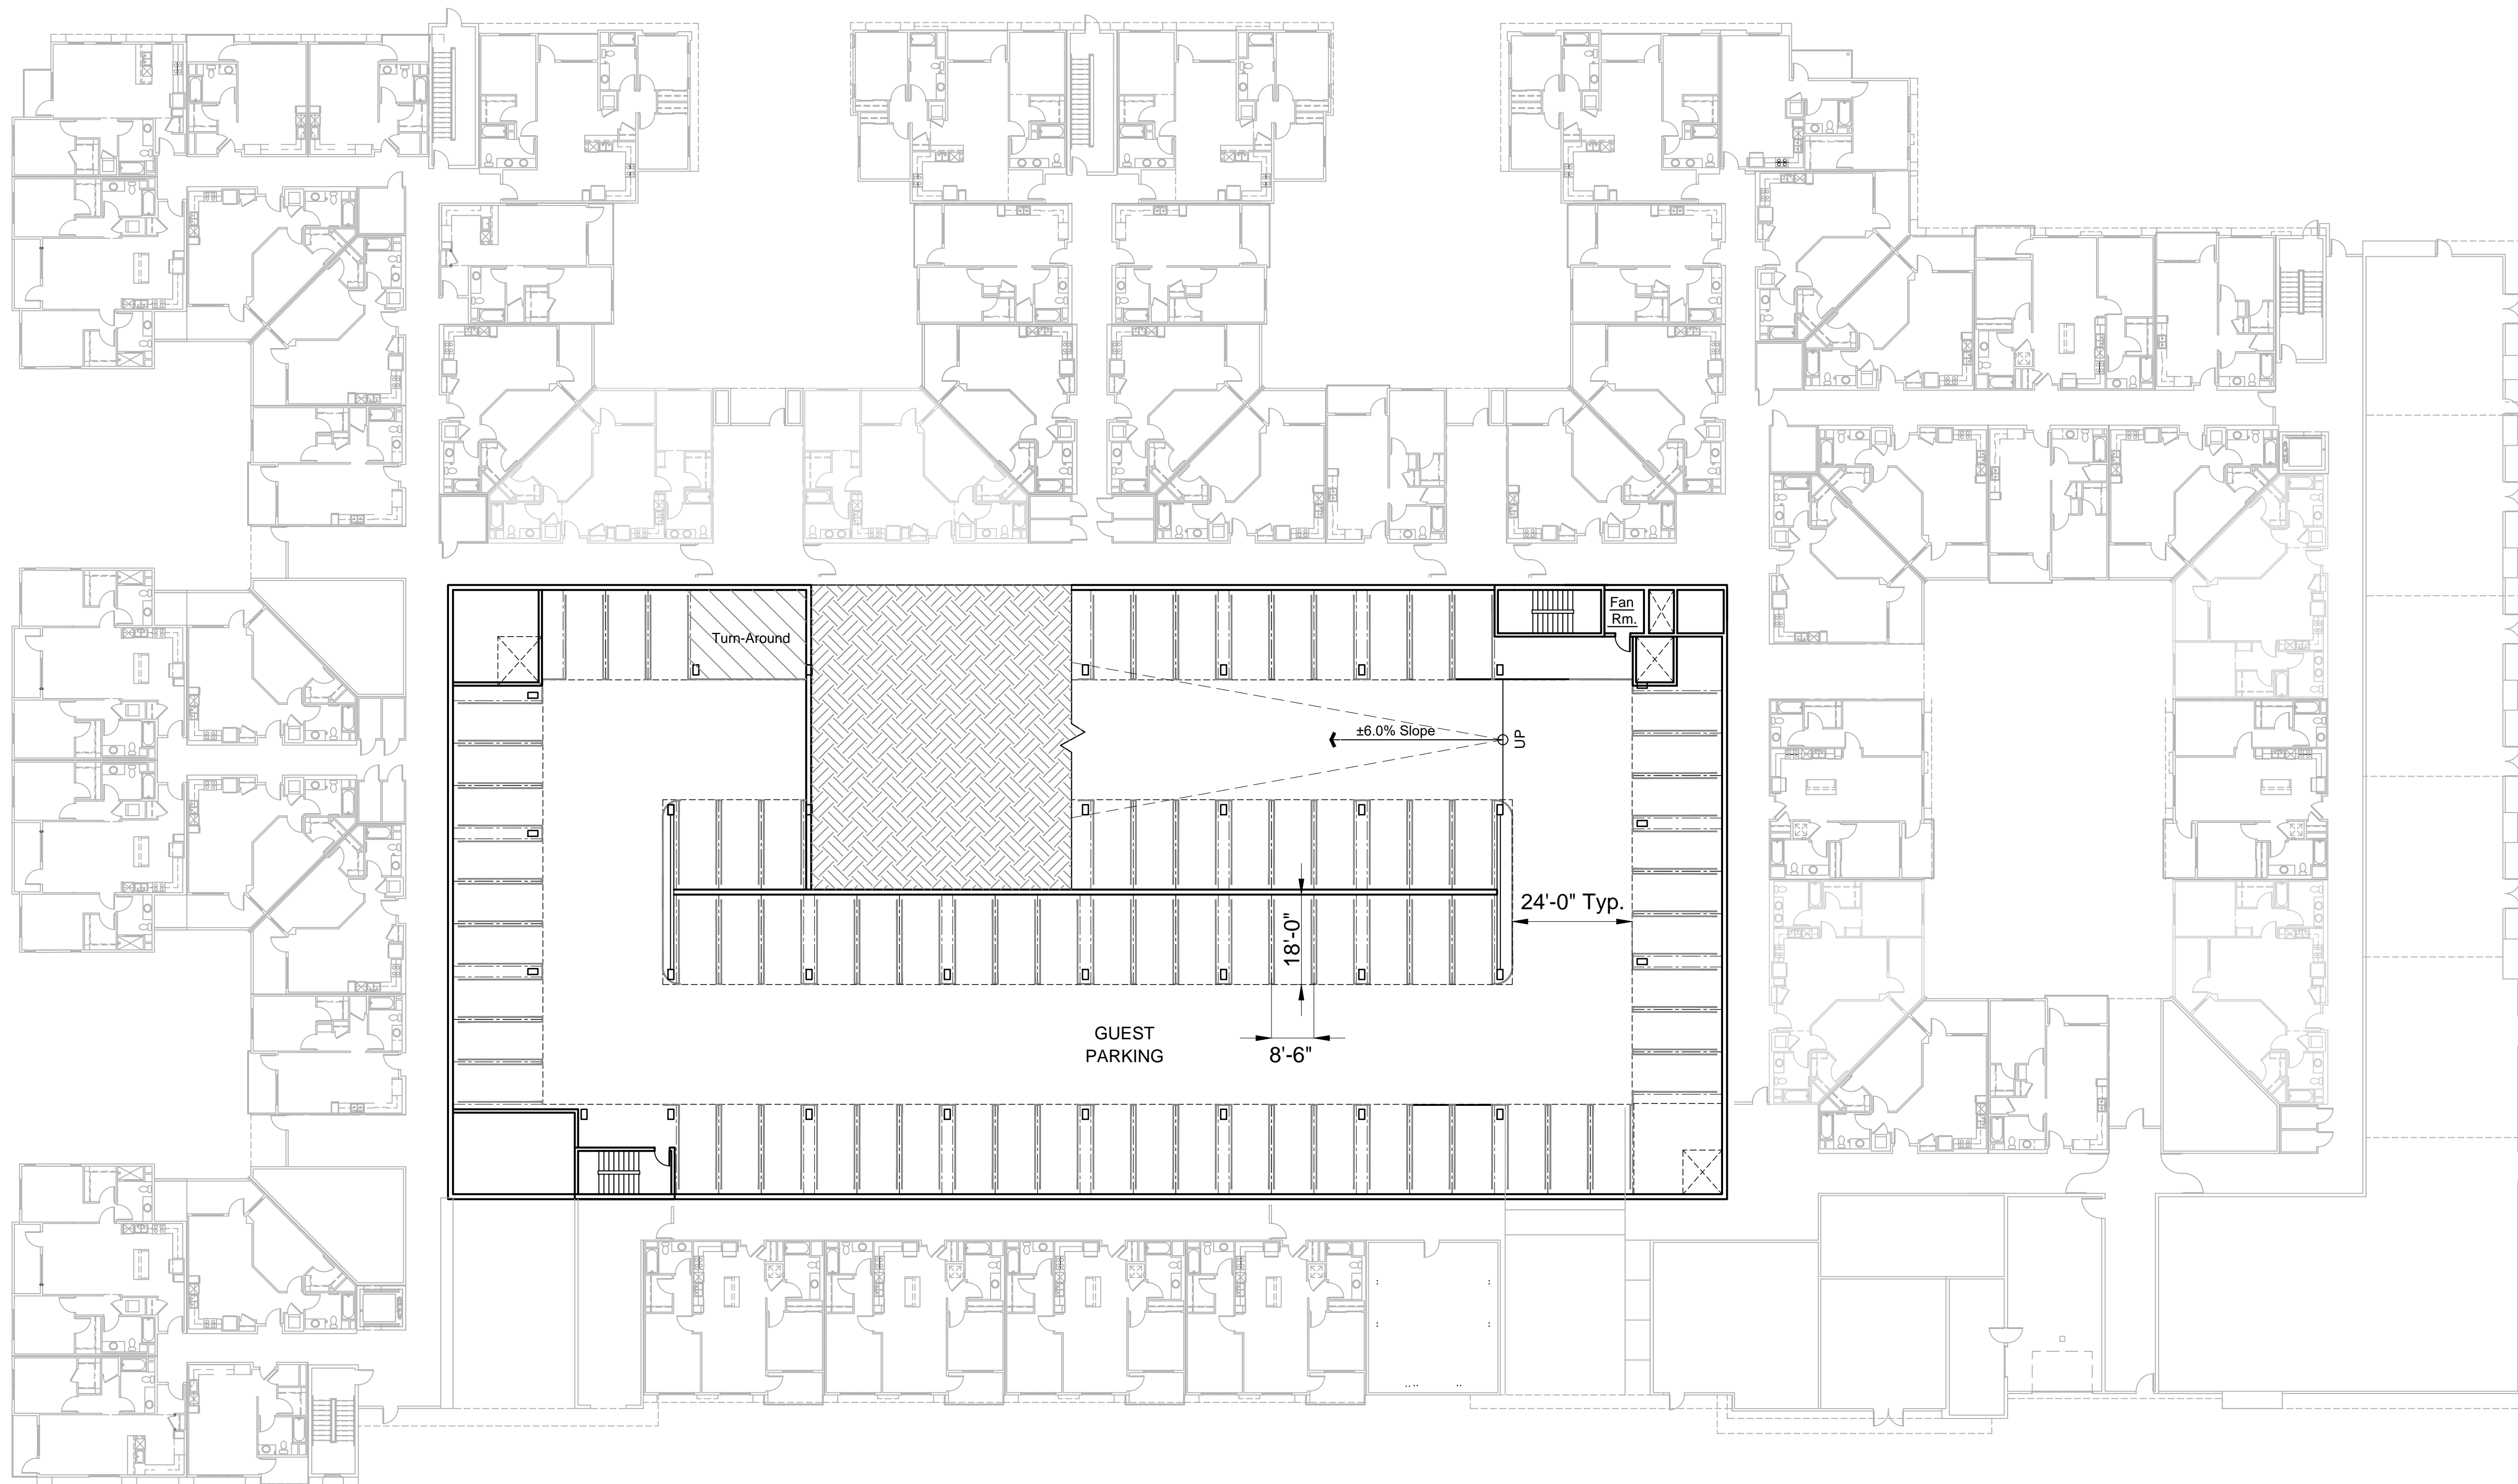 Fan
Rm.
Turn-Around
±6.0% Slope
UP
24'-0" Typ.
18'-0"
GUEST
PARKING
8'-6"